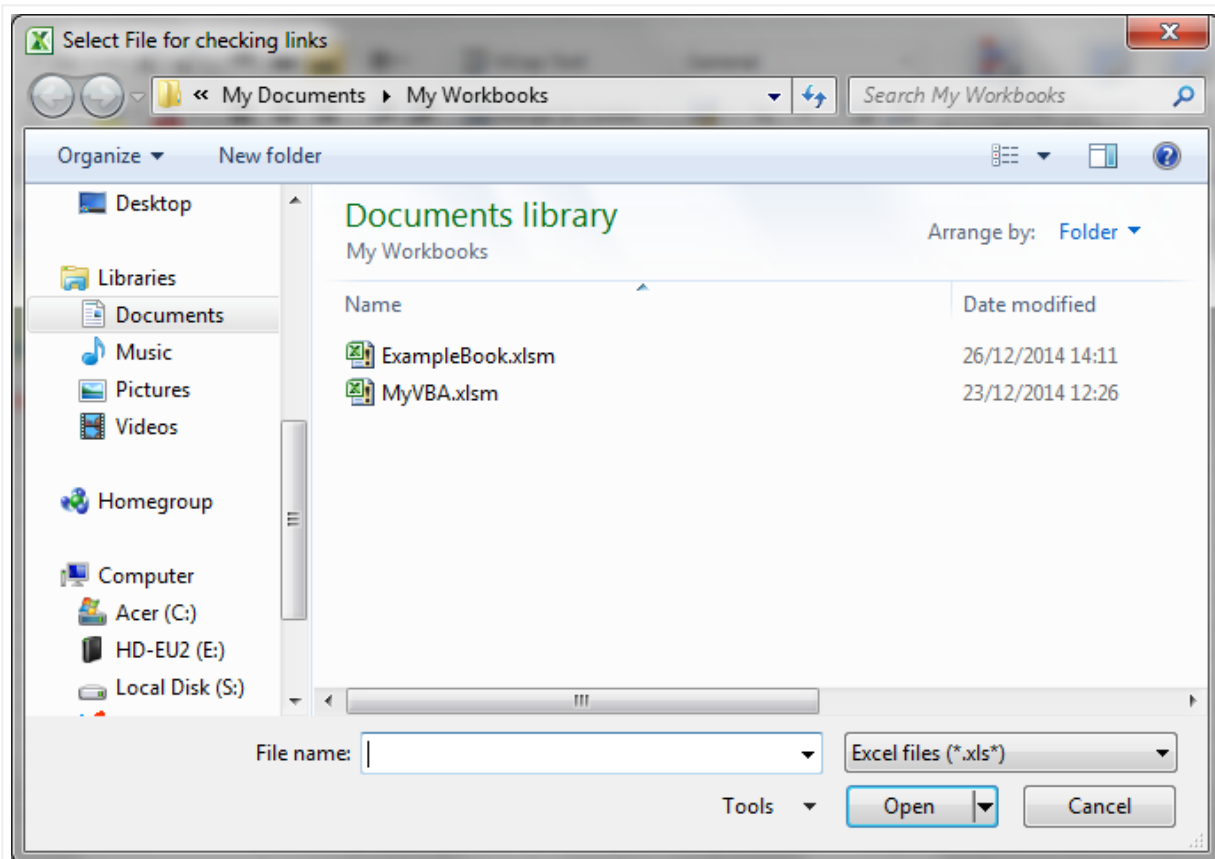 Select File for checking links
« My Documents ▸ My Workbooks
Search My Workbooks
Organize
New folder
Desktop
Libraries
Documents
Music
Pictures
Videos
Homegroup
Computer
Acer (C:)
HD-EU2 (E:)
Local Disk (S:)
Documents library
My Workbooks
Arrange by: Folder
Name Date modified
ExampleBook.xlsm 26/12/2014 14:11
MyVBA.xlsm 23/12/2014 12:26
File name:
Excel files (*.xls*)
Tools
Open
Cancel